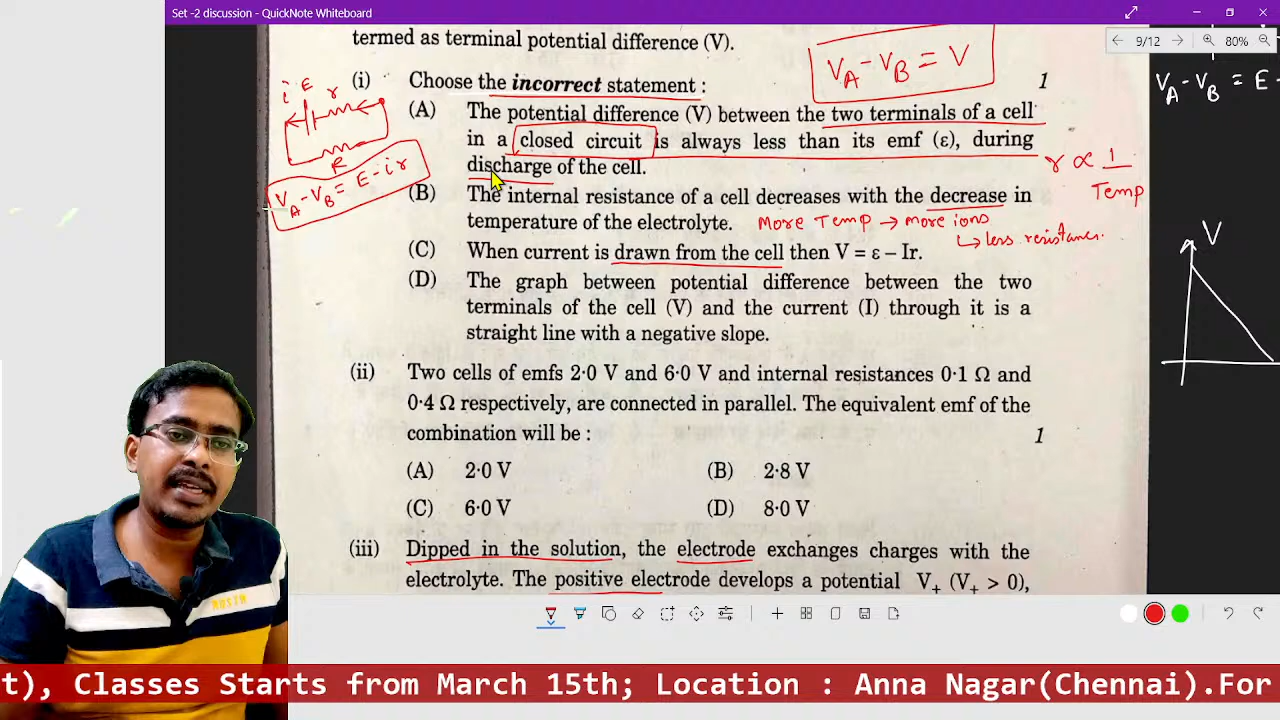 Set -2 discussion - QuickNote Whiteboard
9/12
80%
termed as terminal potential difference (V).
V_A - V_B = V
V_A - V_B = E -
(i) Choose the incorrect statement : 1
i E r
R
V_A - V_B = E - ir
(A) The potential difference (V) between the two terminals of a cell
in a closed circuit is always less than its emf (ε), during
discharge of the cell.
r ∝ 1
Temp
(B) The internal resistance of a cell decreases with the decrease in
temperature of the electrolyte. More Temp → more ions
↳ less resistance.
(C) When current is drawn from the cell then V = ε – Ir.
V
(D) The graph between potential difference between the two
terminals of the cell (V) and the current (I) through it is a
straight line with a negative slope.
(ii) Two cells of emfs 2·0 V and 6·0 V and internal resistances 0·1 Ω and
0·4 Ω respectively, are connected in parallel. The equivalent emf of the
combination will be : 1
(A) 2·0 V (B) 2·8 V
(C) 6·0 V (D) 8·0 V
(iii) Dipped in the solution, the electrode exchanges charges with the
electrolyte. The positive electrode develops a potential V₊ (V₊ > 0),
t), Classes Starts from March 15th; Location : Anna Nagar(Chennai).For